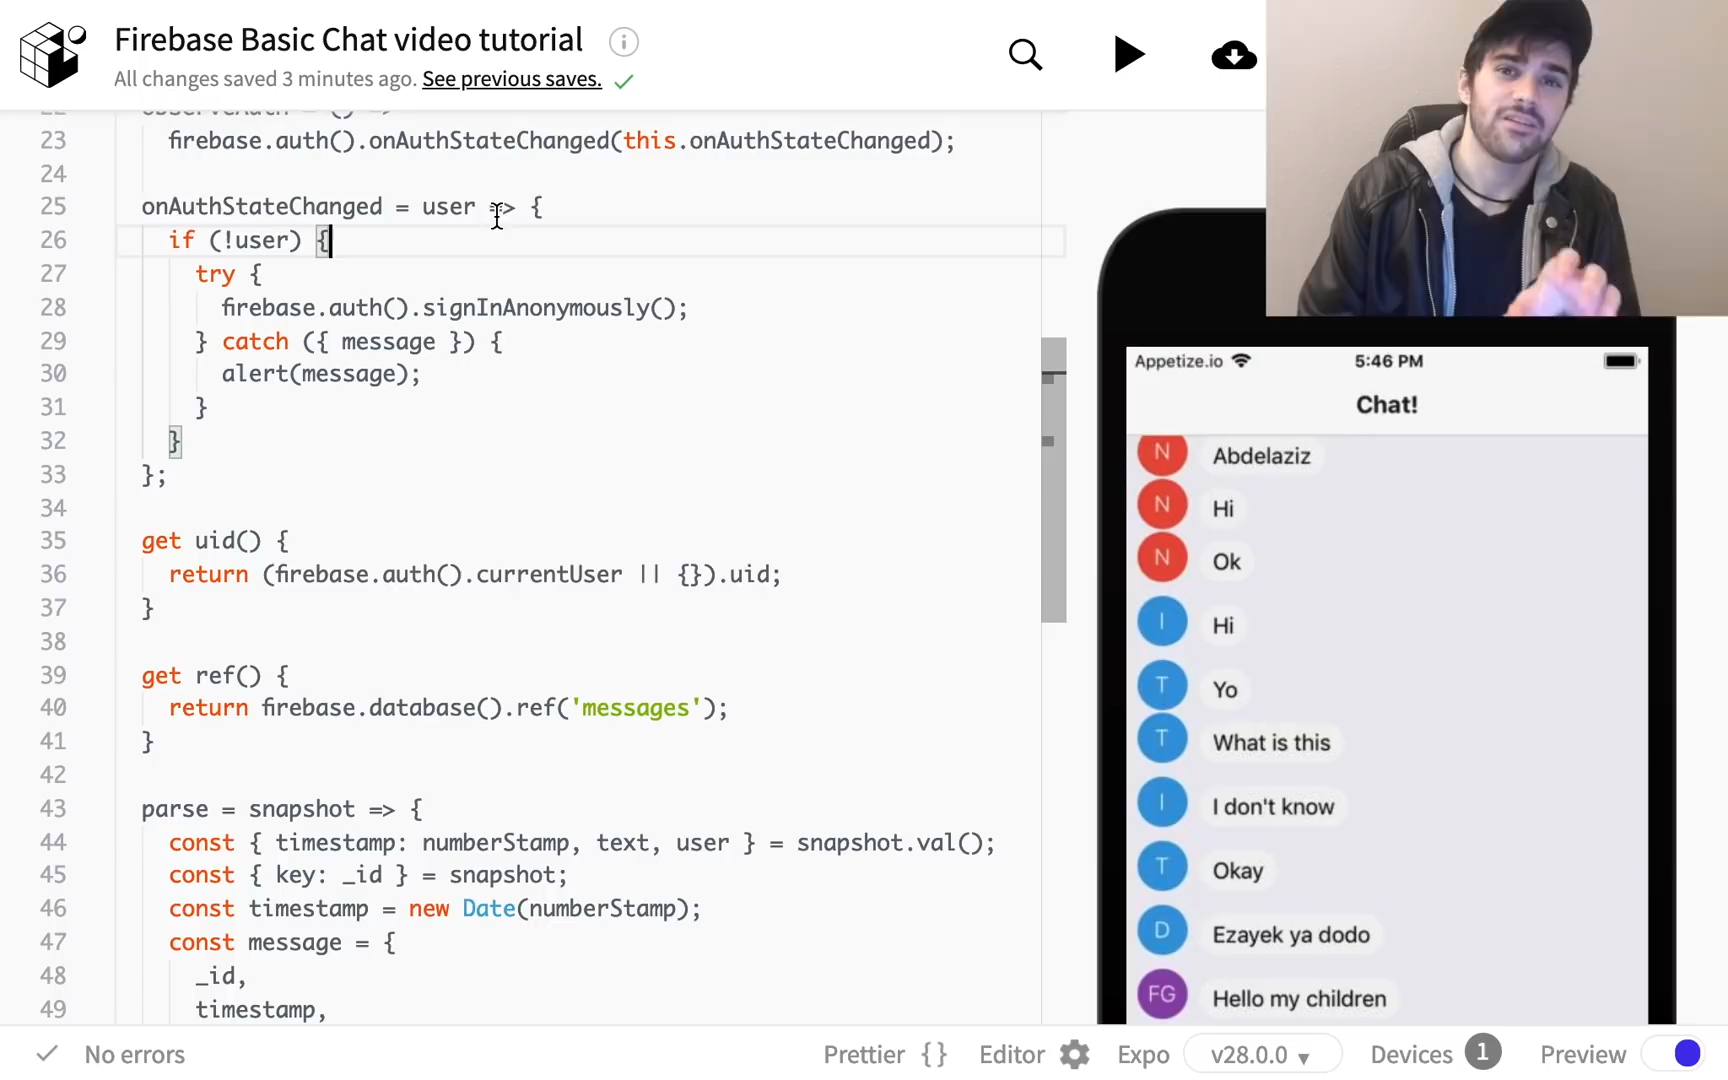 Firebase Basic Chat video tutorial
All changes saved 3 minutes ago. See previous saves.
22 observeAuth = () =>
23 firebase.auth().onAuthStateChanged(this.onAuthStateChanged);
24
25 onAuthStateChanged = user => {
26 if (!user) {
27 try {
28 firebase.auth().signInAnonymously();
29 } catch ({ message }) {
30 alert(message);
31 }
32 }
33 };
34
35 get uid() {
36 return (firebase.auth().currentUser || {}).uid;
37 }
38
39 get ref() {
40 return firebase.database().ref('messages');
41 }
42
43 parse = snapshot => {
44 const { timestamp: numberStamp, text, user } = snapshot.val();
45 const { key: _id } = snapshot;
46 const timestamp = new Date(numberStamp);
47 const message = {
48 _id,
49 timestamp,
Appetize.io 5:46 PM
Chat!
N Abdelaziz
N Hi
N Ok
I Hi
T Yo
T What is this
I I don't know
T Okay
D Ezayek ya dodo
FG Hello my children
No errors Prettier {} Editor Expo v28.0.0 Devices 1 Preview